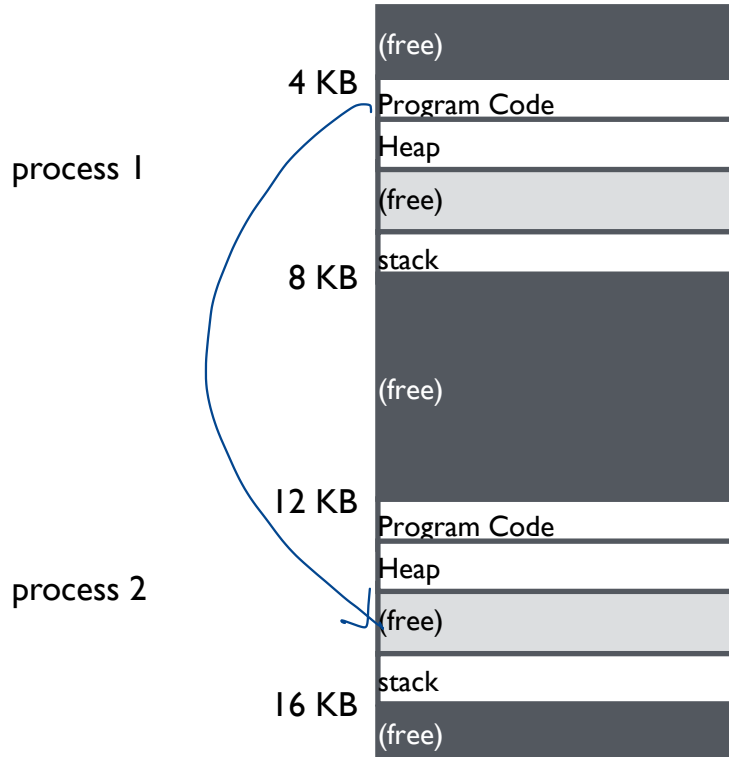 (free)
4 KB
Program Code
process 1
Heap
(free)
stack
8 KB
(free)
12 KB
Program Code
Heap
process 2
(free)
stack
16 KB
(free)